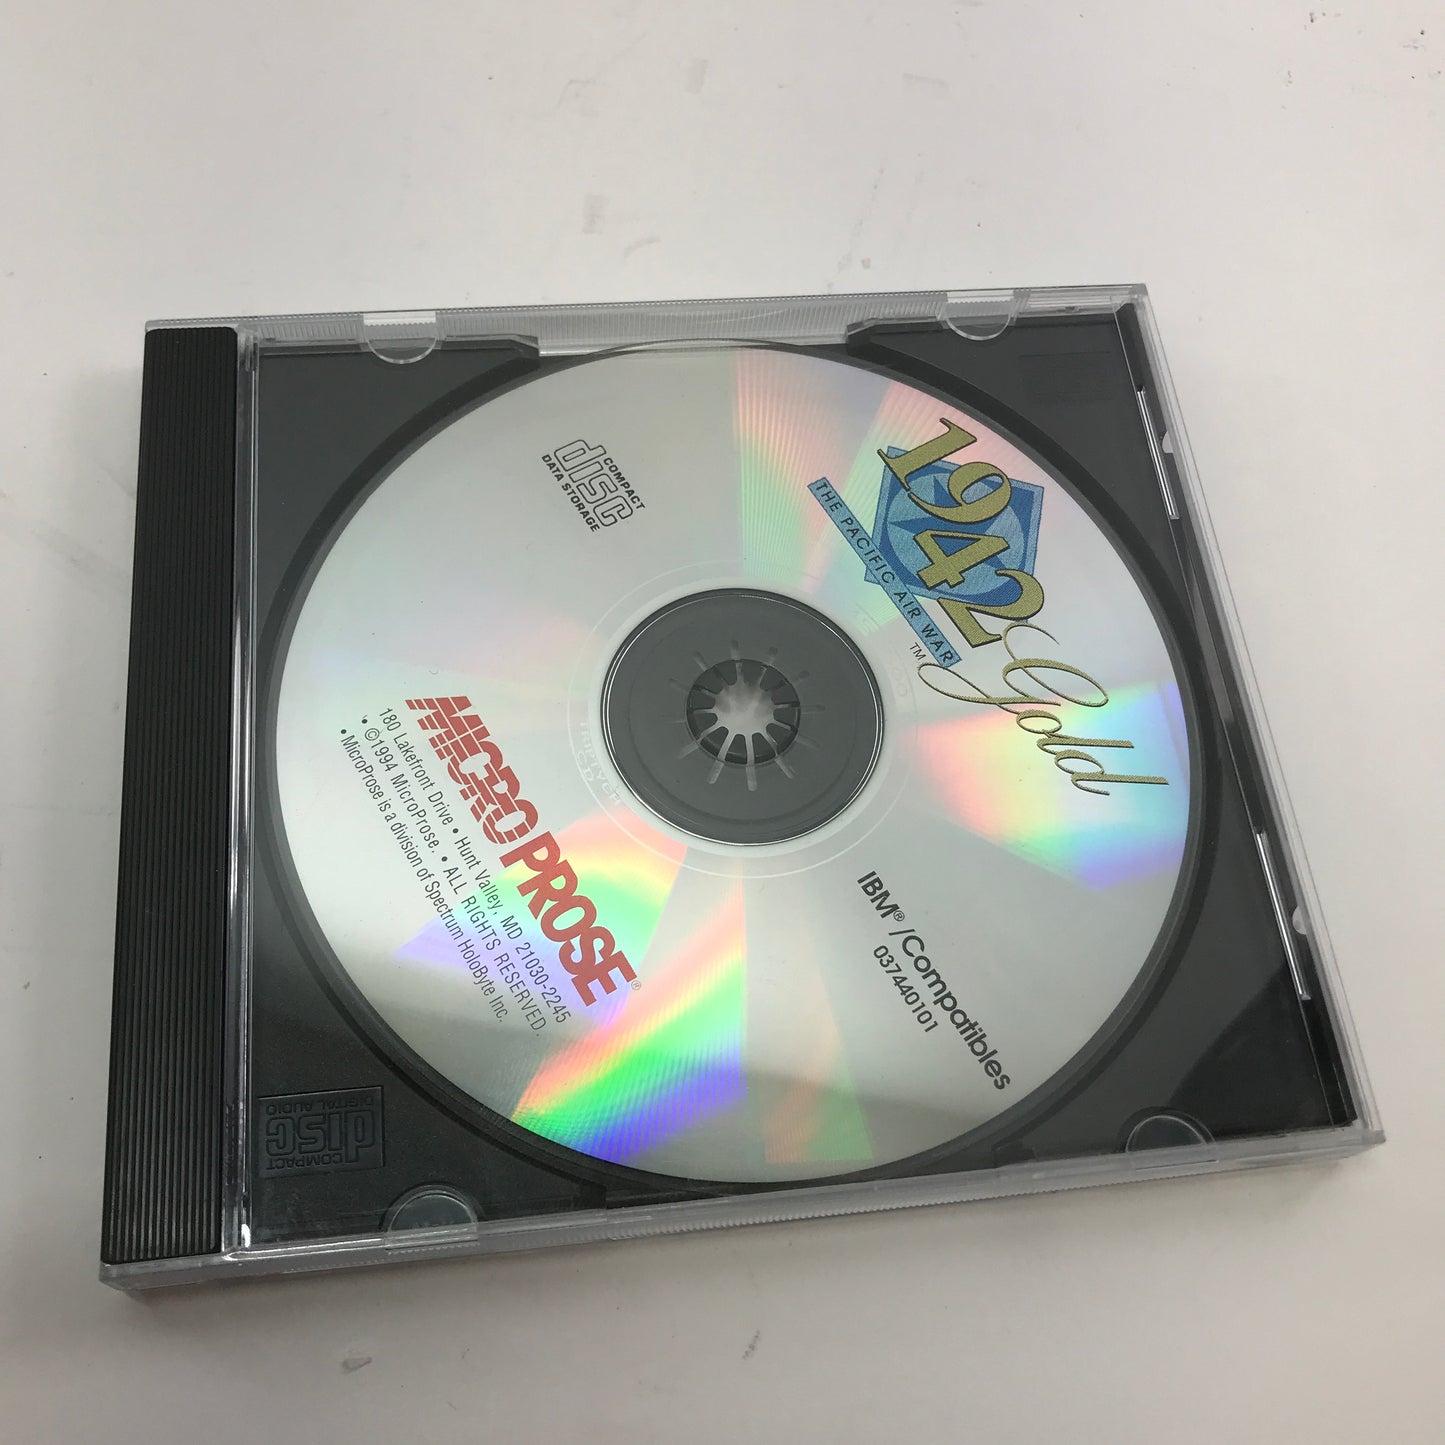 1942
THE PACIFIC AIR WAR
™
Gold
COMPACT
disc
DATA STORAGE
IBM® /Compatibles
037440101
MICRO PROSE®
180 Lakefront Drive • Hunt Valley, MD 21030-2245
• ©1994 MicroProse. • ALL RIGHTS RESERVED.
• MicroProse is a division of Spectrum HoloByte Inc.
COMPACT
disc
DIGITAL AUDIO